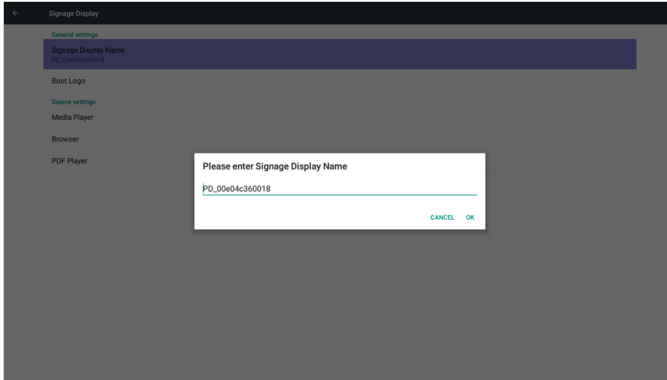 Signage Display
General settings
Signage Display Name
PD_00e04c360018
Boot Logo
Source settings
Media Player
Browser
PDF Player
Please enter Signage Display Name
PD_00e04c360018
CANCEL OK